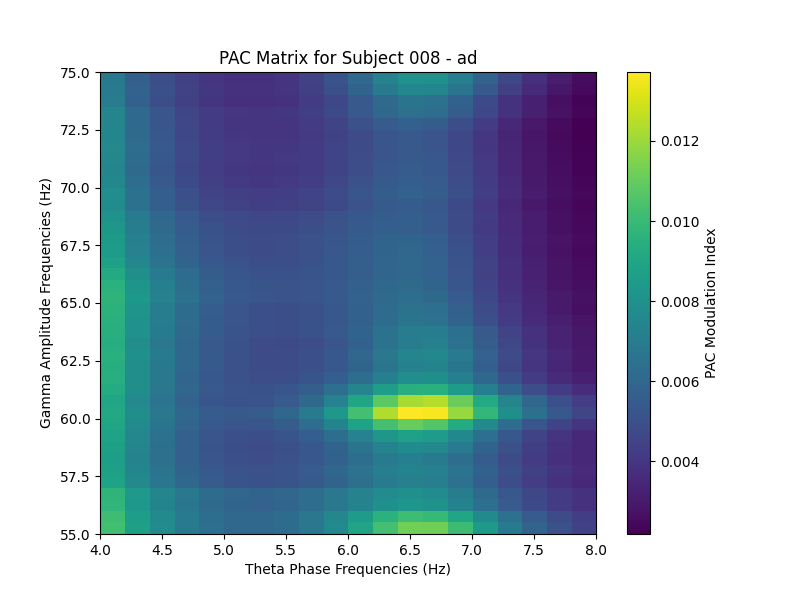 PAC Matrix for Subject 008 - ad
75.0
72.5
70.0
67.5
65.0
62.5
60.0
57.5
55.0
Gamma Amplitude Frequencies (Hz)
4.0 4.5 5.0 5.5 6.0 6.5 7.0 7.5 8.0
Theta Phase Frequencies (Hz)
0.012
0.010
0.008
0.006
0.004
PAC Modulation Index